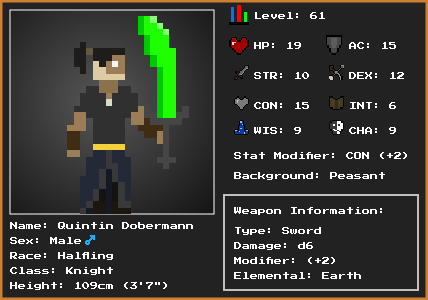 Level: 61
HP: 19 AC: 15
STR: 10 DEX: 12
CON: 15 INT: 6
WIS: 9 CHA: 9
Stat Modifier: CON (+2)
Background: Peasant
Name: Quintin Dobermann
Sex: Male ♂
Race: Halfling
Class: Knight
Height: 109cm (3'7")
Weapon Information:
Type: Sword
Damage: d6
Modifier: (+2)
Elemental: Earth